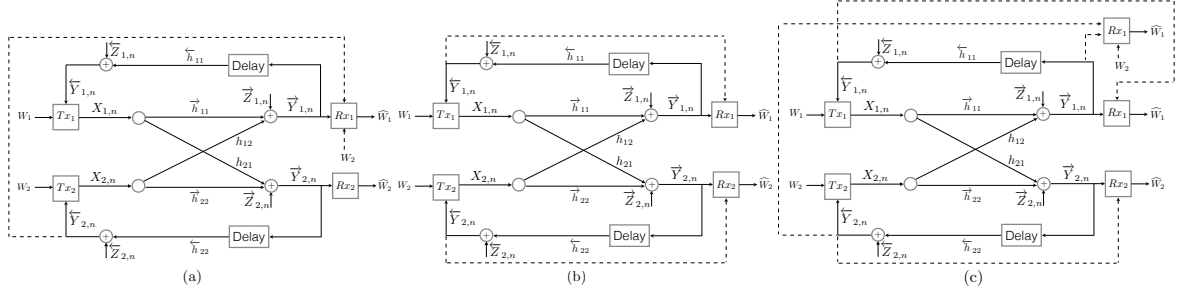 $\overleftarrow{Z}_{1,n}$ $\overleftarrow{h}_{11}$ Delay
$\overleftarrow{Y}_{1,n}$
$W_1$ $Tx_1$ $X_{1,n}$ $\overrightarrow{h}_{11}$ $\overrightarrow{Z}_{1,n}$ $\overrightarrow{Y}_{1,n}$ $Rx_1$ $\widehat{W}_1$
$h_{12}$ $W_2$
$h_{21}$
$W_2$ $Tx_2$ $X_{2,n}$ $\overrightarrow{h}_{22}$ $\overrightarrow{Z}_{2,n}$ $\overrightarrow{Y}_{2,n}$ $Rx_2$ $\widehat{W}_2$
$\overleftarrow{Y}_{2,n}$
$\overleftarrow{Z}_{2,n}$ $\overleftarrow{h}_{22}$ Delay
(a)
$\overleftarrow{Z}_{1,n}$ $\overleftarrow{h}_{11}$ Delay
$\overleftarrow{Y}_{1,n}$
$W_1$ $Tx_1$ $X_{1,n}$ $\overrightarrow{h}_{11}$ $\overrightarrow{Z}_{1,n}$ $\overrightarrow{Y}_{1,n}$ $Rx_1$ $\widehat{W}_1$
$h_{12}$
$h_{21}$
$W_2$ $Tx_2$ $X_{2,n}$ $\overrightarrow{h}_{22}$ $\overrightarrow{Z}_{2,n}$ $\overrightarrow{Y}_{2,n}$ $Rx_2$ $\widehat{W}_2$
$\overleftarrow{Y}_{2,n}$
$\overleftarrow{Z}_{2,n}$ $\overleftarrow{h}_{22}$ Delay
(b)
$Rx_1$ $\widehat{W}_1$
$W_2$
$\overleftarrow{Z}_{1,n}$ $\overleftarrow{h}_{11}$ Delay
$\overleftarrow{Y}_{1,n}$
$W_1$ $Tx_1$ $X_{1,n}$ $\overrightarrow{h}_{11}$ $\overrightarrow{Z}_{1,n}$ $\overrightarrow{Y}_{1,n}$ $Rx_1$ $\widehat{W}_1$
$h_{12}$
$h_{21}$
$W_2$ $Tx_2$ $X_{2,n}$ $\overrightarrow{h}_{22}$ $\overrightarrow{Z}_{2,n}$ $\overrightarrow{Y}_{2,n}$ $Rx_2$ $\widehat{W}_2$
$\overleftarrow{Y}_{2,n}$
$\overleftarrow{Z}_{2,n}$ $\overleftarrow{h}_{22}$ Delay
(c)